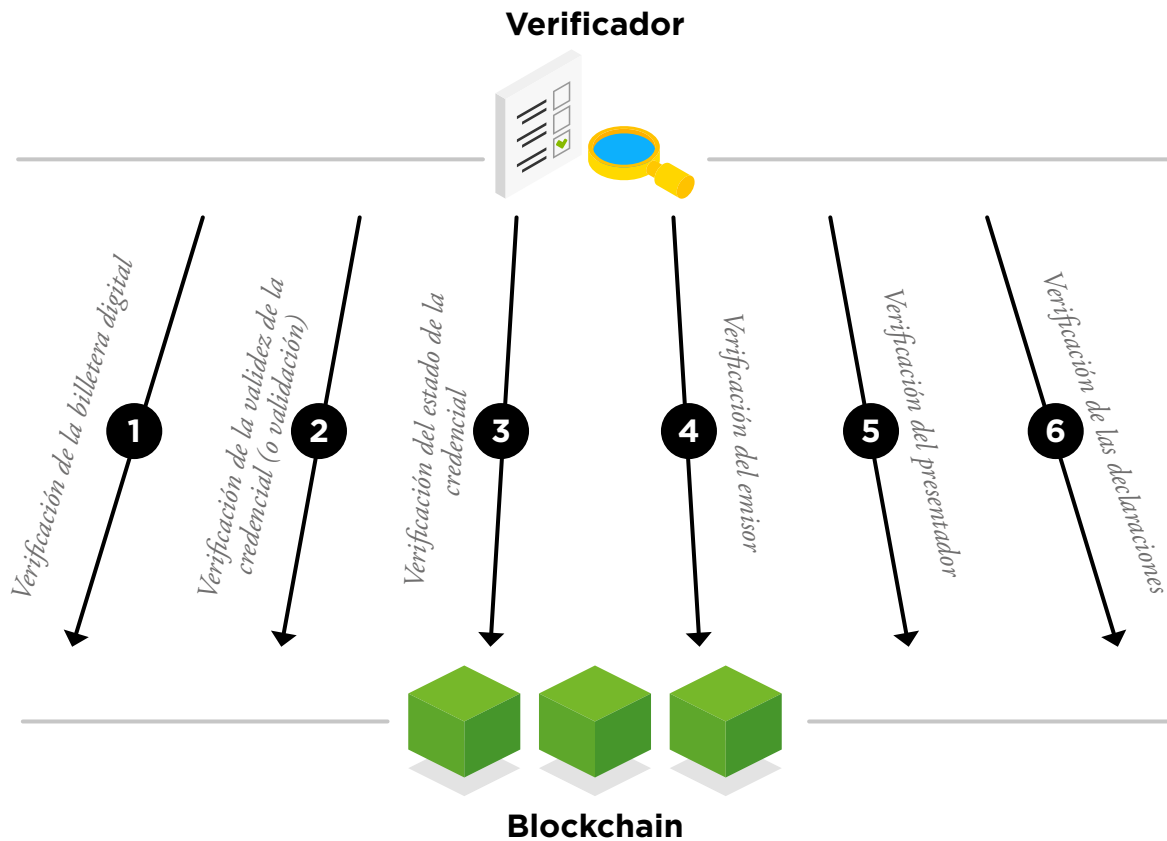 Verificador
Verificación de la billetera digital
1
Verificación de la validez de la
credencial (o validación)
2
Verificación del estado de la
credencial
3
4
Verificación del emisor
5
Verificación del presentador
6
Verificación de las declaraciones
Blockchain